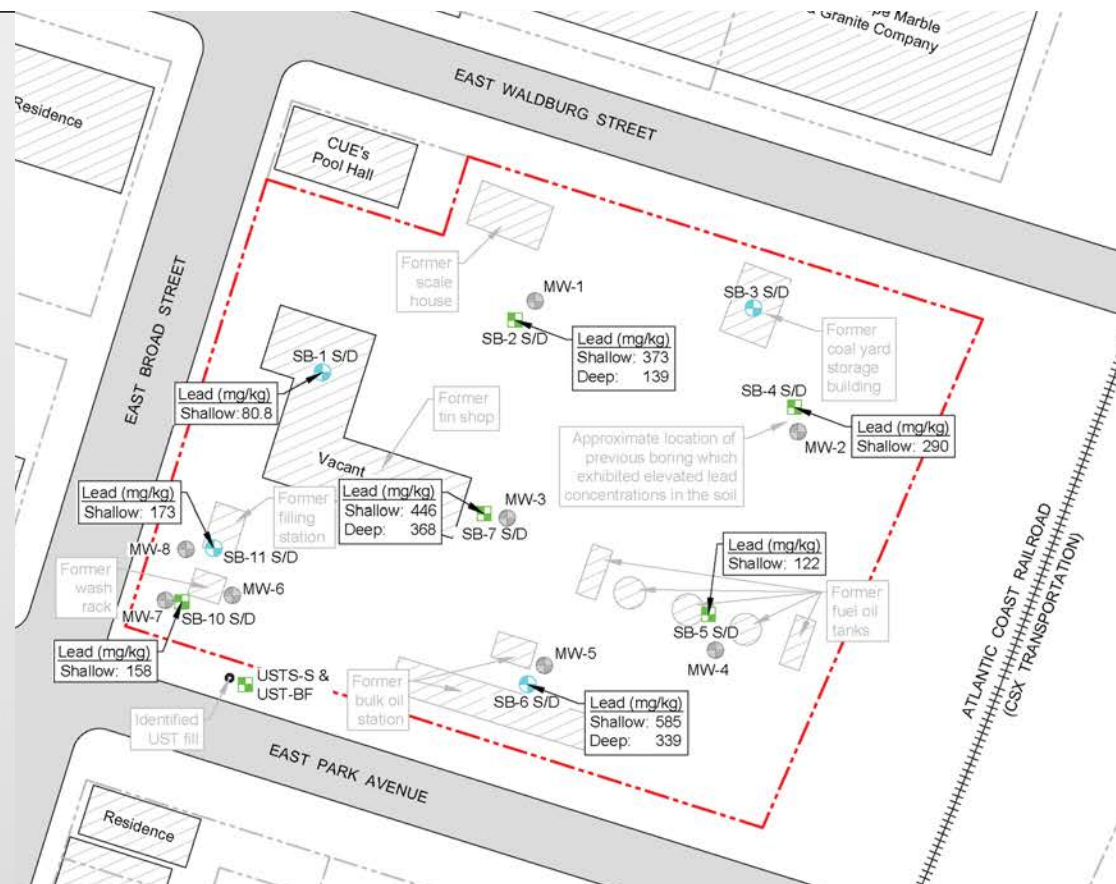 pe Marble
Granite Company
Residence
EAST WALDBURG STREET
CUE's
Pool Hall
EAST BROAD STREET
Former
scale
house
MW-1
SB-2 S/D
Lead (mg/kg)
Shallow: 373
Deep: 139
SB-3 S/D
Former
coal yard
storage
building
SB-1 S/D
Lead (mg/kg)
Shallow: 80.8
Former
tin shop
Vacant
SB-4 S/D
MW-2
Lead (mg/kg)
Shallow: 290
Approximate location of
previous boring which
exhibited elevated lead
concentrations in the soil
Lead (mg/kg)
Shallow: 173
Former
filling
station
Lead (mg/kg)
Shallow: 446
Deep: 368
MW-3
SB-7 S/D
MW-8
SB-11 S/D
Former
wash
rack
MW-6
MW-7
SB-10 S/D
Lead (mg/kg)
Shallow: 158
Lead (mg/kg)
Shallow: 122
SB-5 S/D
MW-4
Former
fuel oil
tanks
USTS-S &
UST-BF
Identified
UST fill
Former
bulk oil
station
MW-5
SB-6 S/D
Lead (mg/kg)
Shallow: 585
Deep: 339
ATLANTIC COAST RAILROAD
(CSX TRANSPORTATION)
EAST PARK AVENUE
Residence